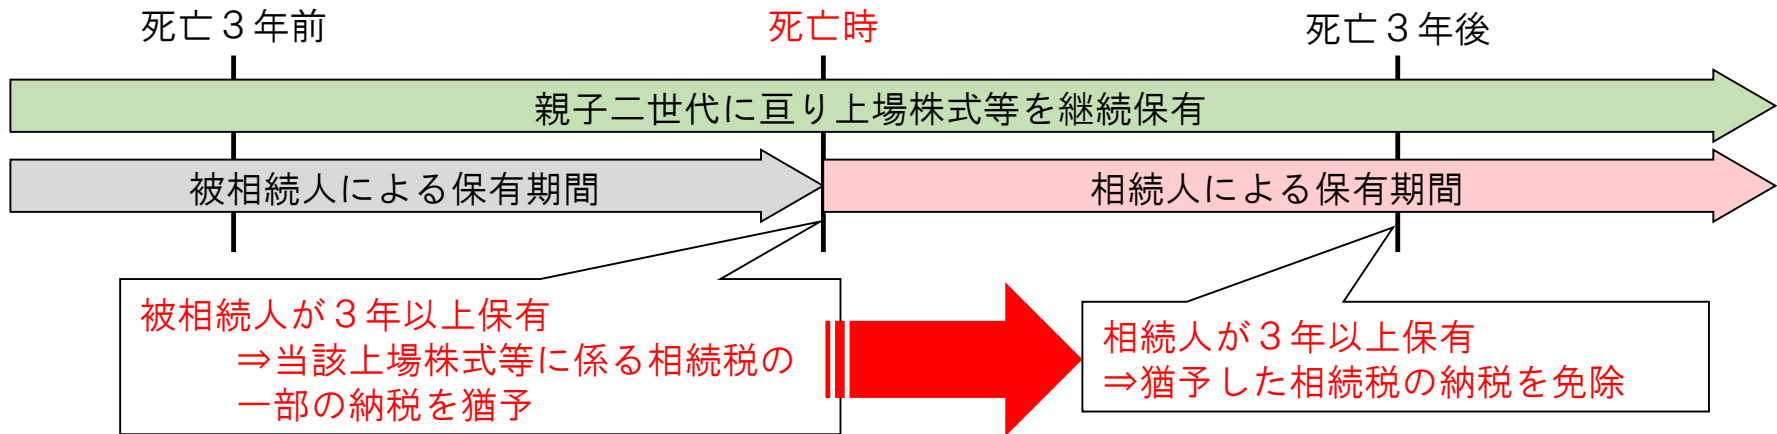 死亡３年前
死亡時
死亡３年後
親子二世代に亘り上場株式等を継続保有
被相続人による保有期間
相続人による保有期間
被相続人が３年以上保有
⇒当該上場株式等に係る相続税の
一部の納税を猶予
相続人が３年以上保有
⇒猶予した相続税の納税を免除